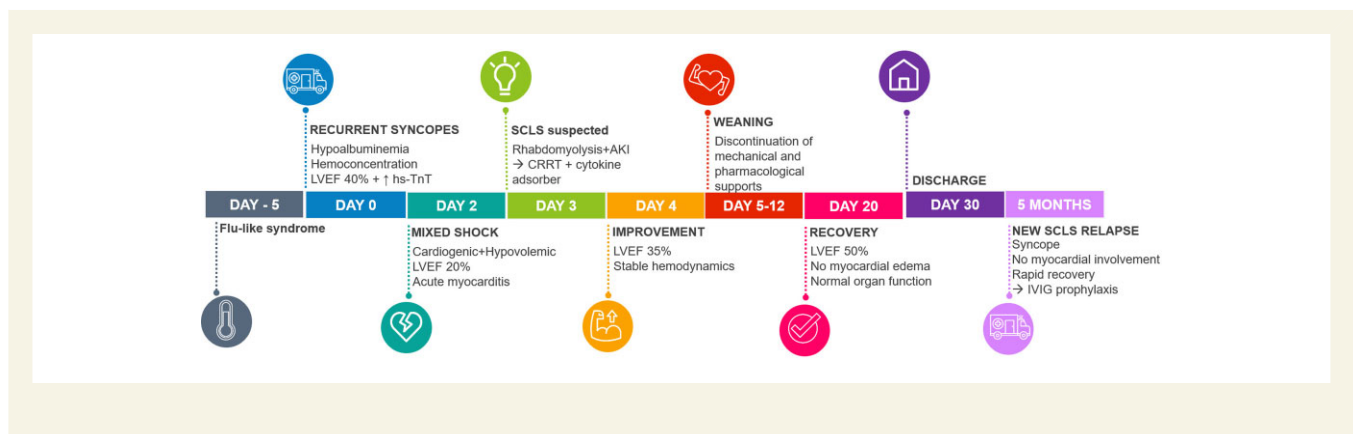 RECURRENT SYNCOPES
Hypoalbuminemia
Hemoconcentration
LVEF 40% + ↑ hs-TnT
SCLS suspected
Rhabdomyolysis+AKI
→ CRRT + cytokine
adsorber
WEANING
Discontinuation of
mechanical and
pharmacological
supports
DISCHARGE
DAY - 5
DAY 0
DAY 2
DAY 3
DAY 4
DAY 5-12
DAY 20
DAY 30
5 MONTHS
Flu-like syndrome
MIXED SHOCK
Cardiogenic+Hypovolemic
LVEF 20%
Acute myocarditis
IMPROVEMENT
LVEF 35%
Stable hemodynamics
RECOVERY
LVEF 50%
No myocardial edema
Normal organ function
NEW SCLS RELAPSE
Syncope
No myocardial involvement
Rapid recovery
→ IVIG prophylaxis